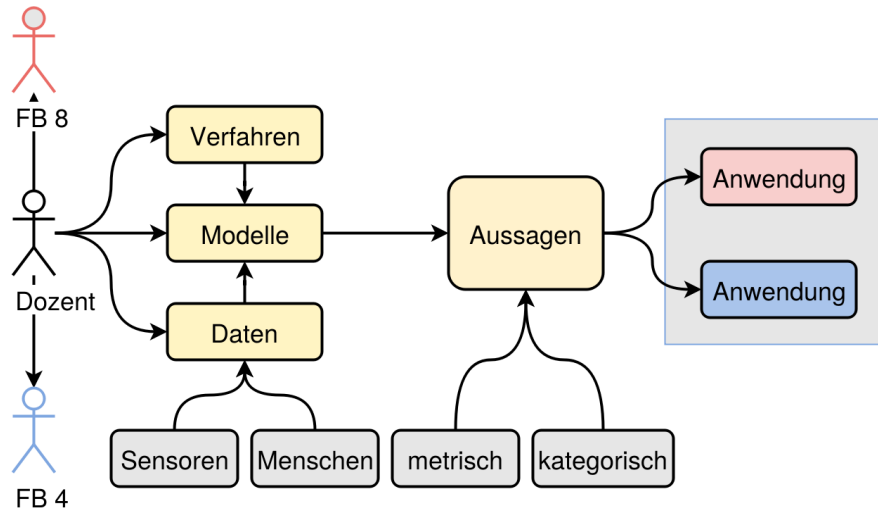 FB 8
Verfahren
Anwendung
Modelle
Aussagen
Dozent
Anwendung
Daten
Sensoren
Menschen
metrisch
kategorisch
FB 4